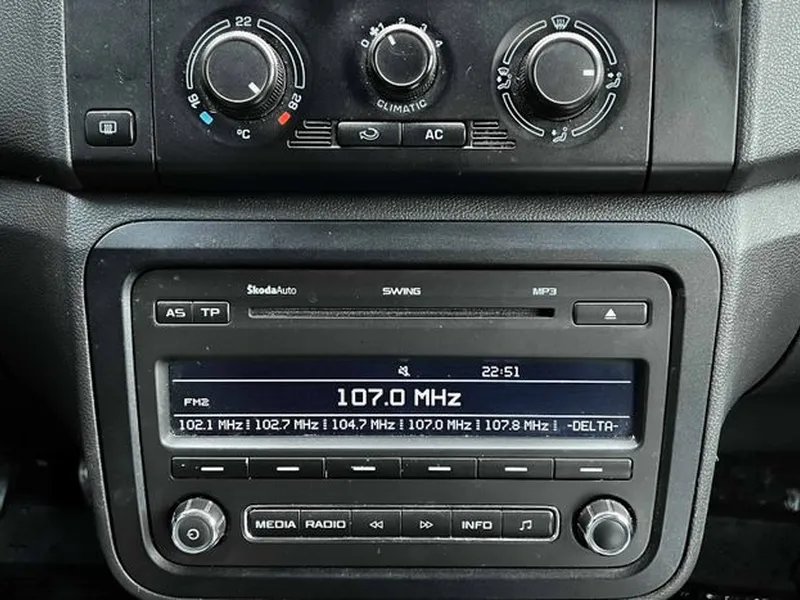 22
0 1 2 3 4
16 28
°C
CLIMATIC
AC
ŠkodaAuto SWING MP3
AS TP
22:51
FM2 107.0 MHz
102.1 MHz 102.7 MHz 104.7 MHz 107.0 MHz 107.8 MHz -DELTA-
MEDIA RADIO INFO